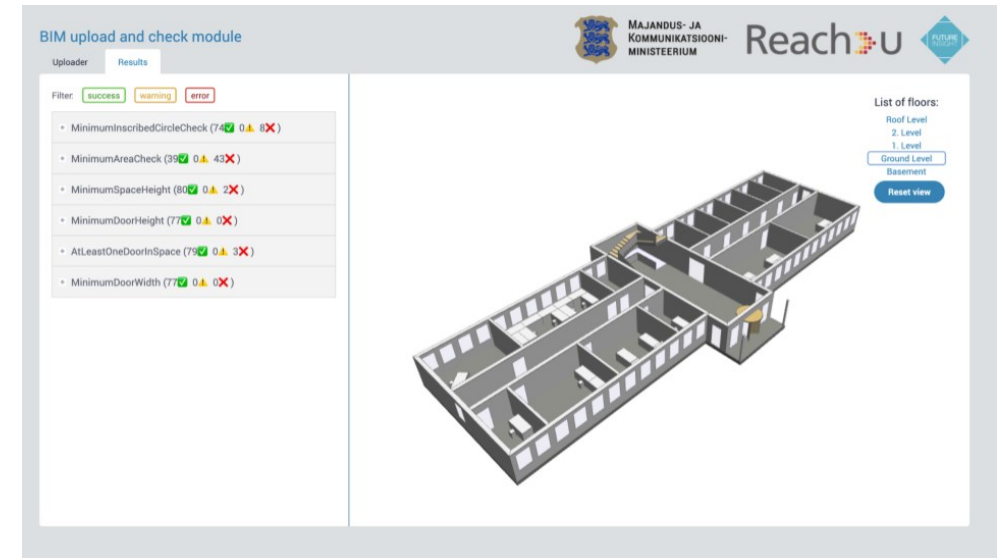 BIM upload and check module
Uploader Results
MAJANDUS- JA
KOMMUNIKATSIOONI-
MINISTEERIUM
Reach-u
FUTURE
INSIGHT
Filter: success warning error
MinimumInscribedCircleCheck (74✅ 0⚠️ 8❌)
MinimumAreaCheck (39✅ 0⚠️ 43❌)
MinimumSpaceHeight (80✅ 0⚠️ 2❌)
MinimumDoorHeight (77✅ 0⚠️ 0❌)
AtLeastOneDoorInSpace (79✅ 0⚠️ 3❌)
MinimumDoorWidth (77✅ 0⚠️ 0❌)
List of floors:
Roof Level
2. Level
1. Level
Ground Level
Basement
Reset view